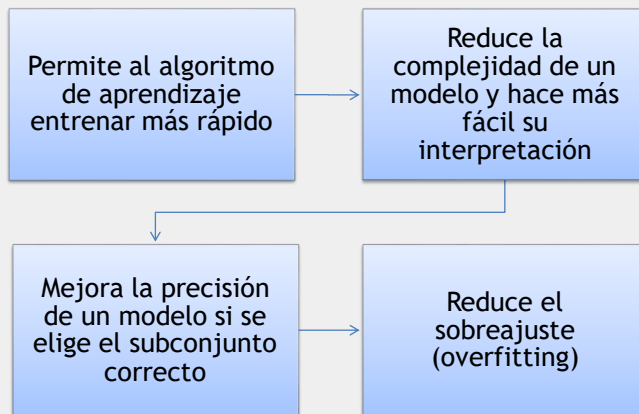 Permite al algoritmo
de aprendizaje
entrenar más rápido
Reduce la
complejidad de un
modelo y hace más
fácil su
interpretación
Mejora la precisión
de un modelo si se
elige el subconjunto
correcto
Reduce el
sobreajuste
(overfitting)